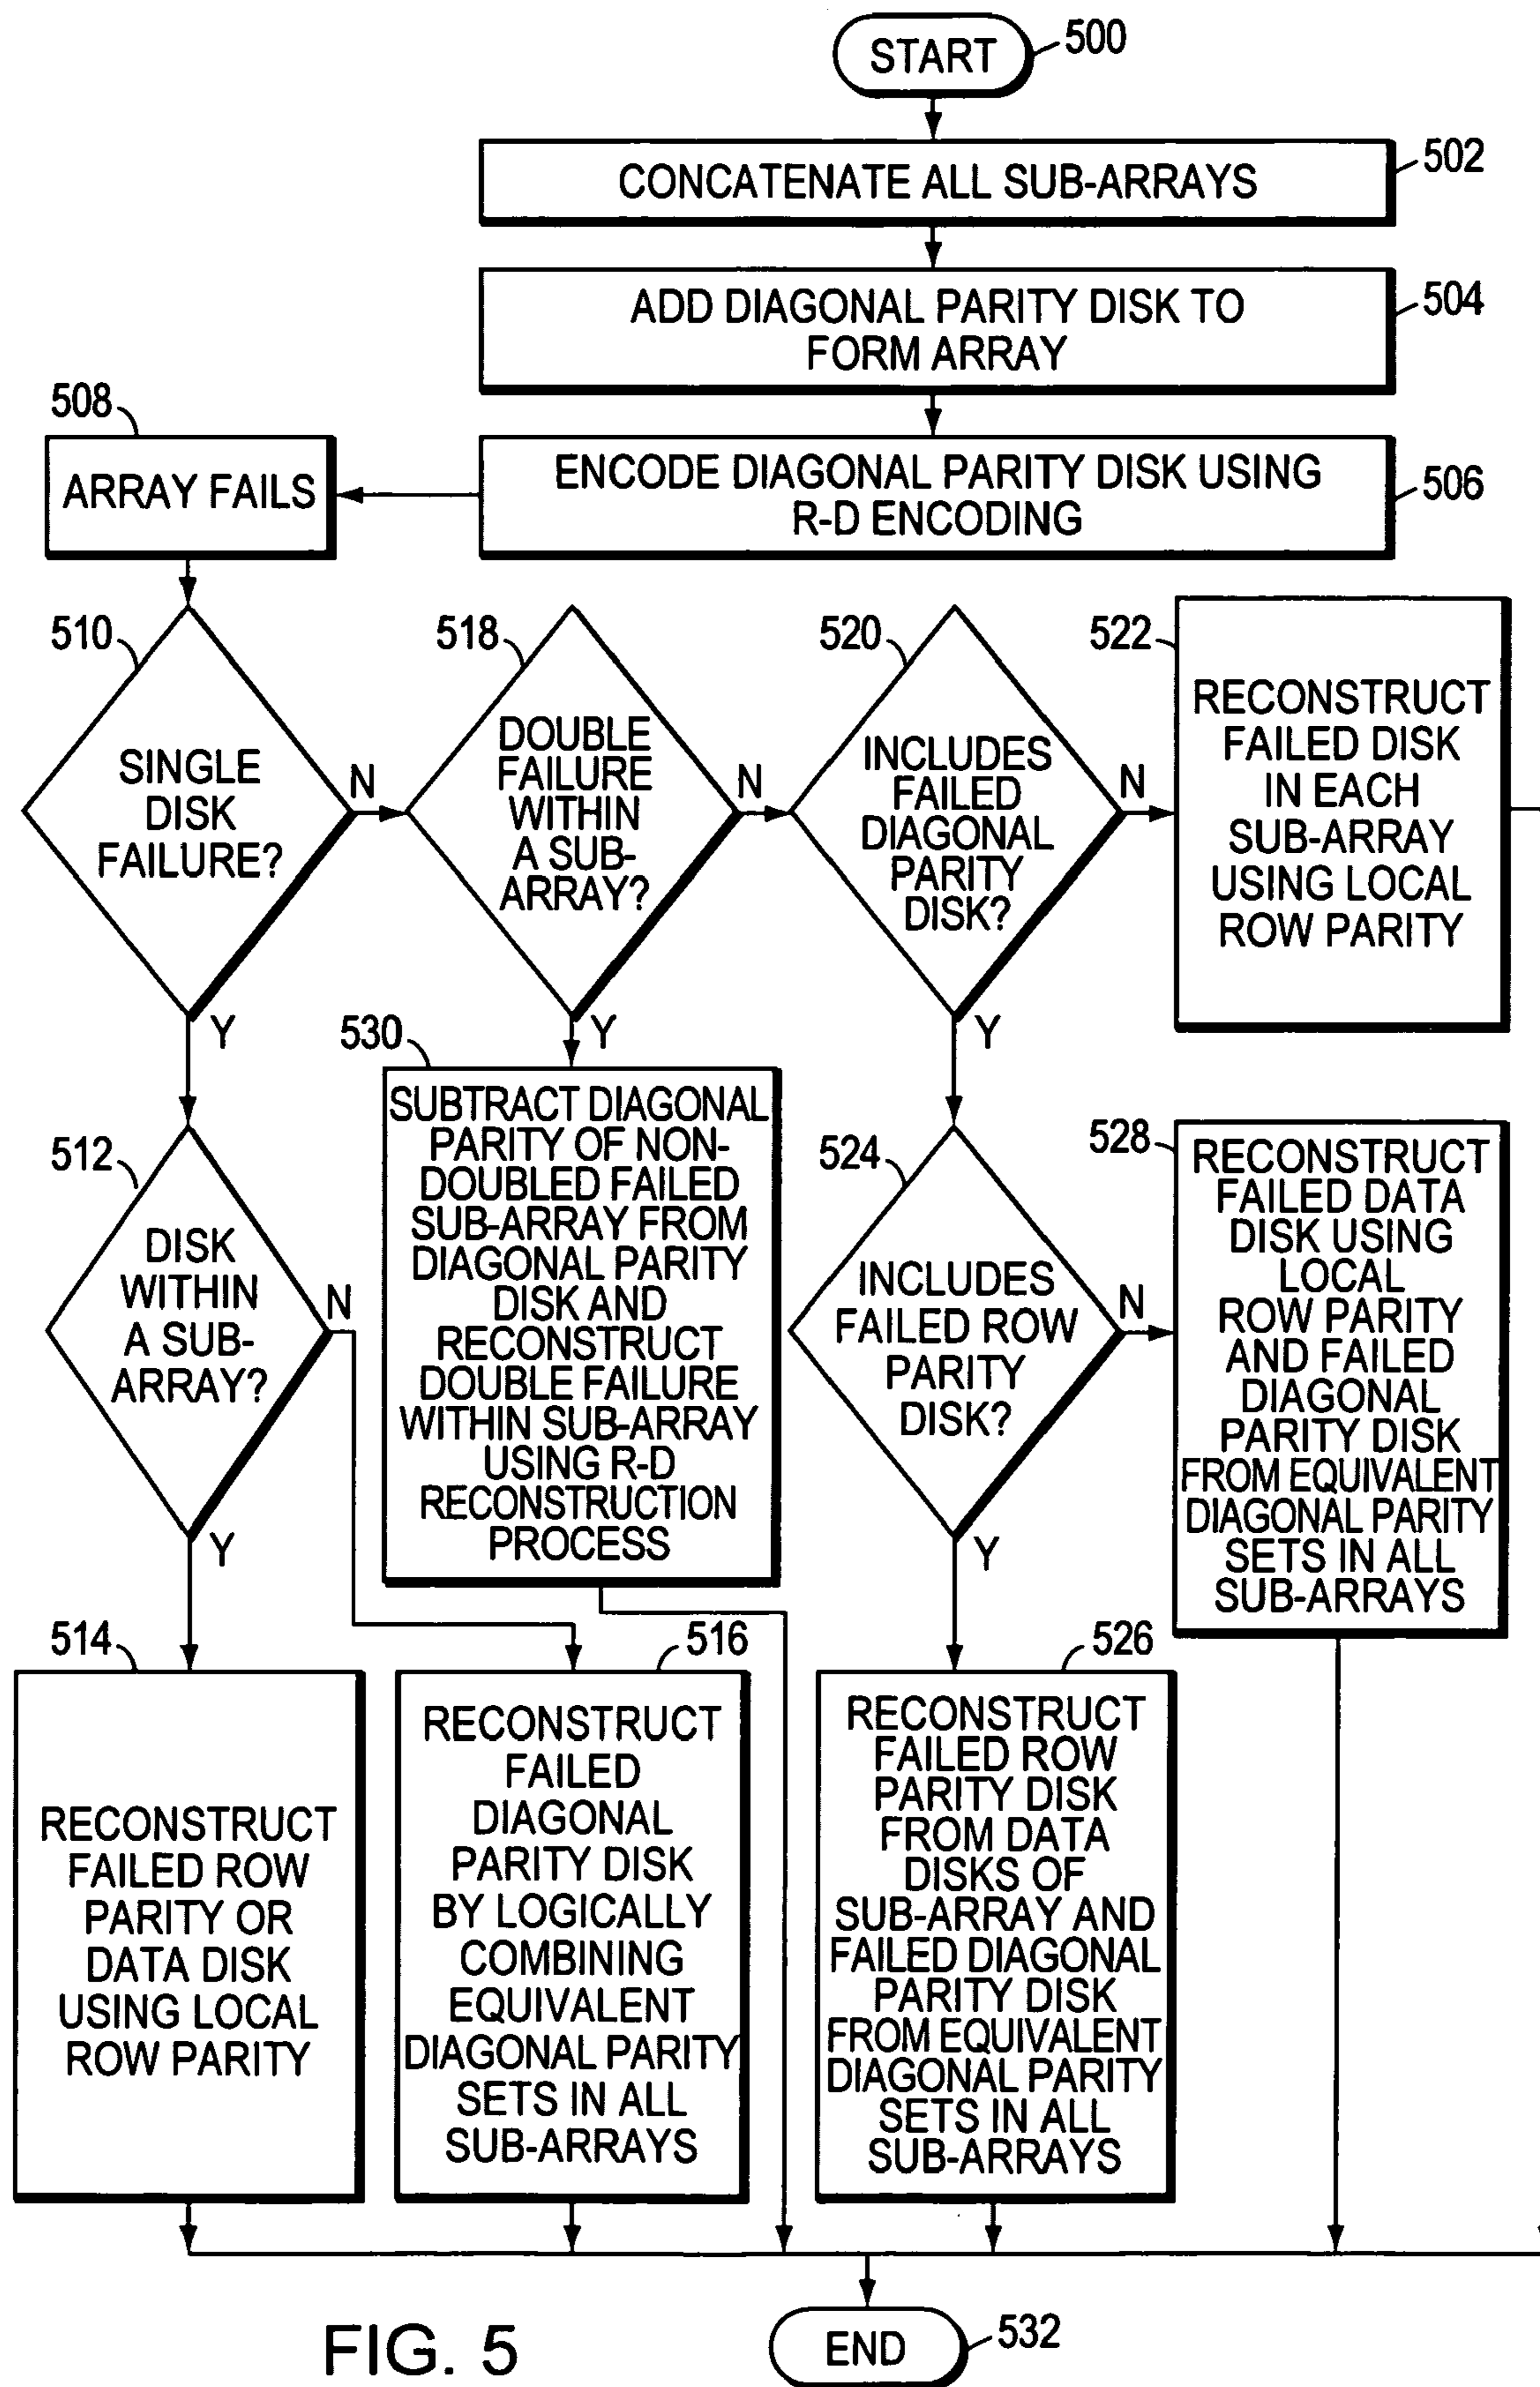 START
500
CONCATENATE ALL SUB-ARRAYS
502
ADD DIAGONAL PARITY DISK TO
FORM ARRAY
504
ENCODE DIAGONAL PARITY DISK USING
R-D ENCODING
506
508
ARRAY FAILS
510
SINGLE
DISK
FAILURE?
N
Y
518
DOUBLE
FAILURE
WITHIN
A SUB-
ARRAY?
N
Y
520
INCLUDES
FAILED
DIAGONAL
PARITY
DISK?
N
Y
522
RECONSTRUCT
FAILED DISK
IN EACH
SUB-ARRAY
USING LOCAL
ROW PARITY
512
DISK
WITHIN
A SUB-
ARRAY?
N
Y
530
SUBTRACT DIAGONAL
PARITY OF NON-
DOUBLED FAILED
SUB-ARRAY FROM
DIAGONAL PARITY
DISK AND
RECONSTRUCT
DOUBLE FAILURE
WITHIN SUB-ARRAY
USING R-D
RECONSTRUCTION
PROCESS
524
INCLUDES
FAILED ROW
PARITY
DISK?
N
Y
528
RECONSTRUCT
FAILED DATA
DISK USING
LOCAL
ROW PARITY
AND FAILED
DIAGONAL
PARITY DISK
FROM EQUIVALENT
DIAGONAL PARITY
SETS IN ALL
SUB-ARRAYS
514
RECONSTRUCT
FAILED ROW
PARITY OR
DATA DISK
USING LOCAL
ROW PARITY
516
RECONSTRUCT
FAILED
DIAGONAL
PARITY DISK
BY LOGICALLY
COMBINING
EQUIVALENT
DIAGONAL PARITY
SETS IN ALL
SUB-ARRAYS
526
RECONSTRUCT
FAILED ROW
PARITY DISK
FROM DATA
DISKS OF
SUB-ARRAY AND
FAILED DIAGONAL
PARITY DISK
FROM EQUIVALENT
DIAGONAL PARITY
SETS IN ALL
SUB-ARRAYS
END
532
FIG. 5